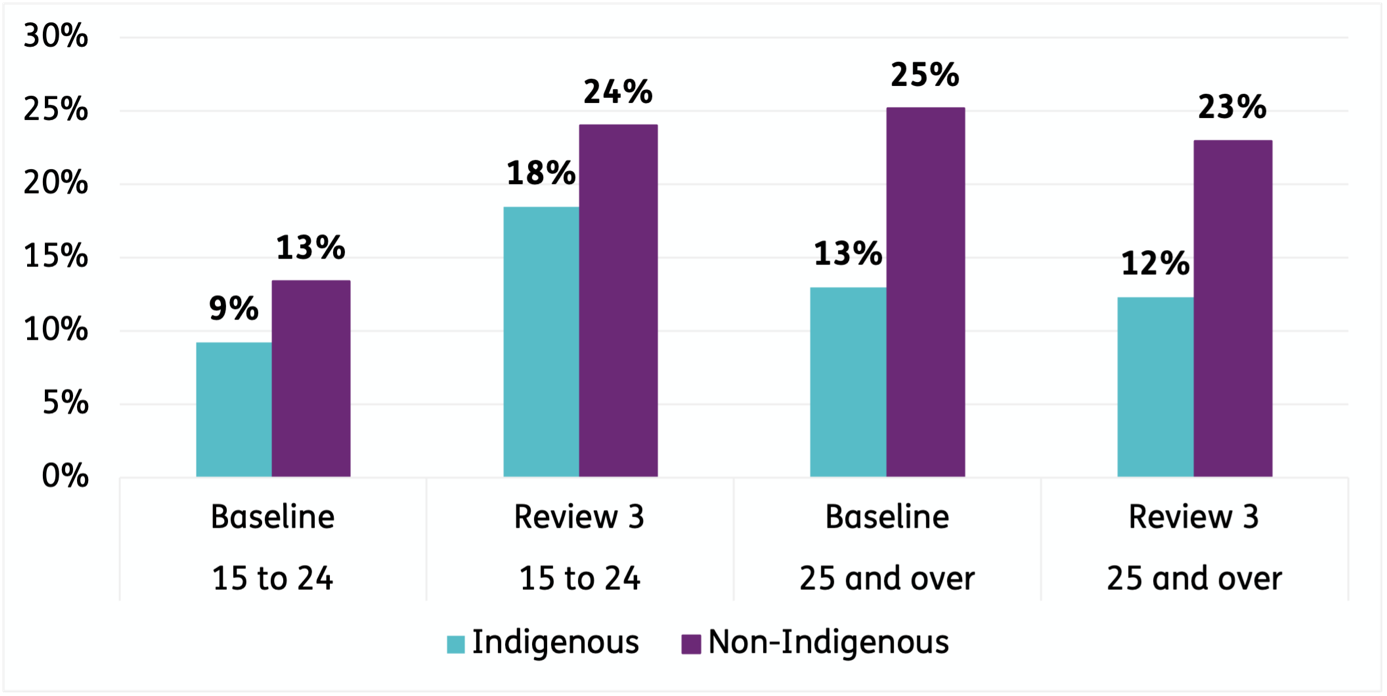 30%
25%
20%
15%
10%
5%
0%
9%
13%
18%
24%
13%
25%
12%
23%
Baseline
Review 3
Baseline
Review 3
15 to 24
15 to 24
25 and over
25 and over
Indigenous
Non-Indigenous